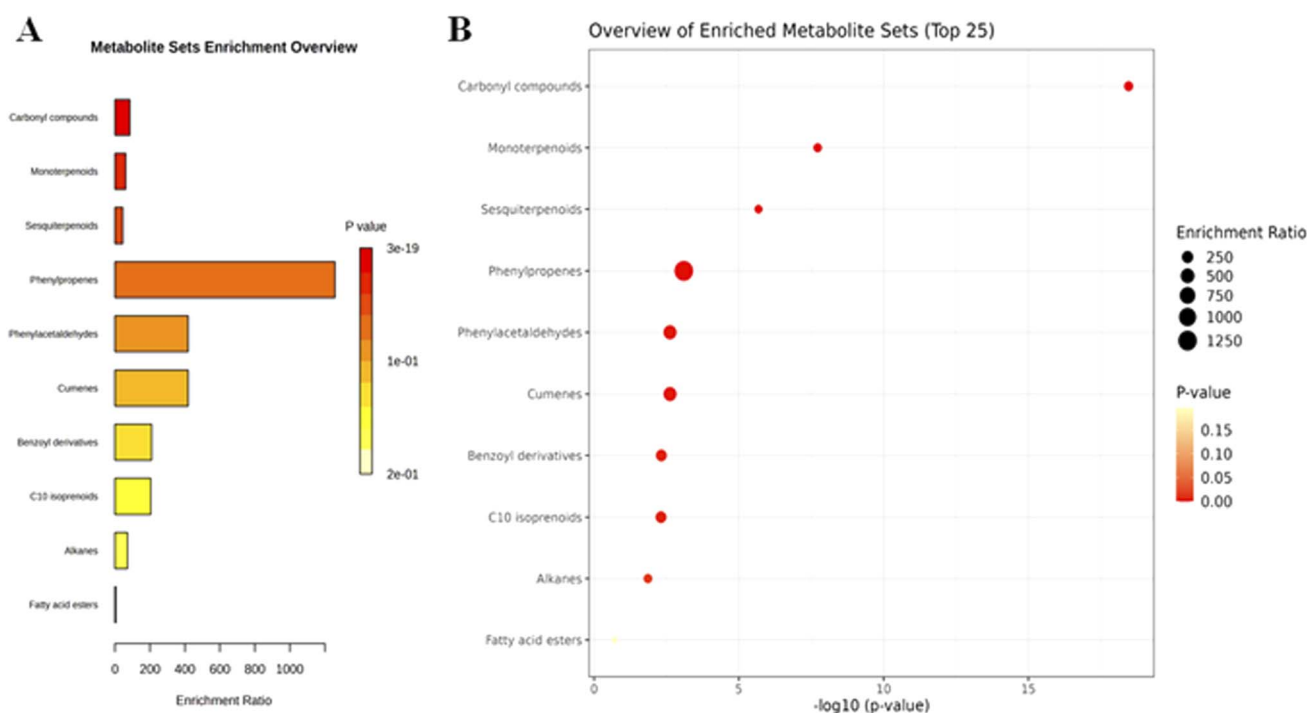 A
Metabolite Sets Enrichment Overview
Carbonyl compounds
Monoterpenoids
Sesquiterpenoids
Phenylpropenes
Phenylacetaldehydes
Cumenes
Benzoyl derivatives
C10 isoprenoids
Alkanes
Fatty acid esters
0 200 400 600 800 1000
Enrichment Ratio
P value
3e-19
1e-01
2e-01
B
Overview of Enriched Metabolite Sets (Top 25)
Carbonyl compounds
Monoterpenoids
Sesquiterpenoids
Phenylpropenes
Phenylacetaldehydes
Cumenes
Benzoyl derivatives
C10 isoprenoids
Alkanes
Fatty acid esters
0 5 10 15
-log10 (p-value)
Enrichment Ratio
250
500
750
1000
1250
P-value
0.15
0.10
0.05
0.00